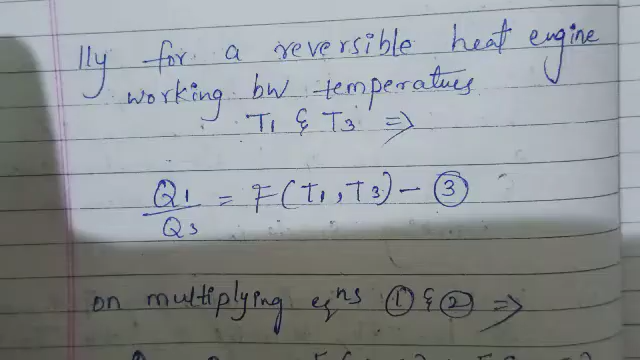 lly for a reversible heat engine
working bw temperatures
T1 & T3 ⇒
Q1/Q3 = F(T1, T3) - ③
on multiplying eqns ① & ② ⇒